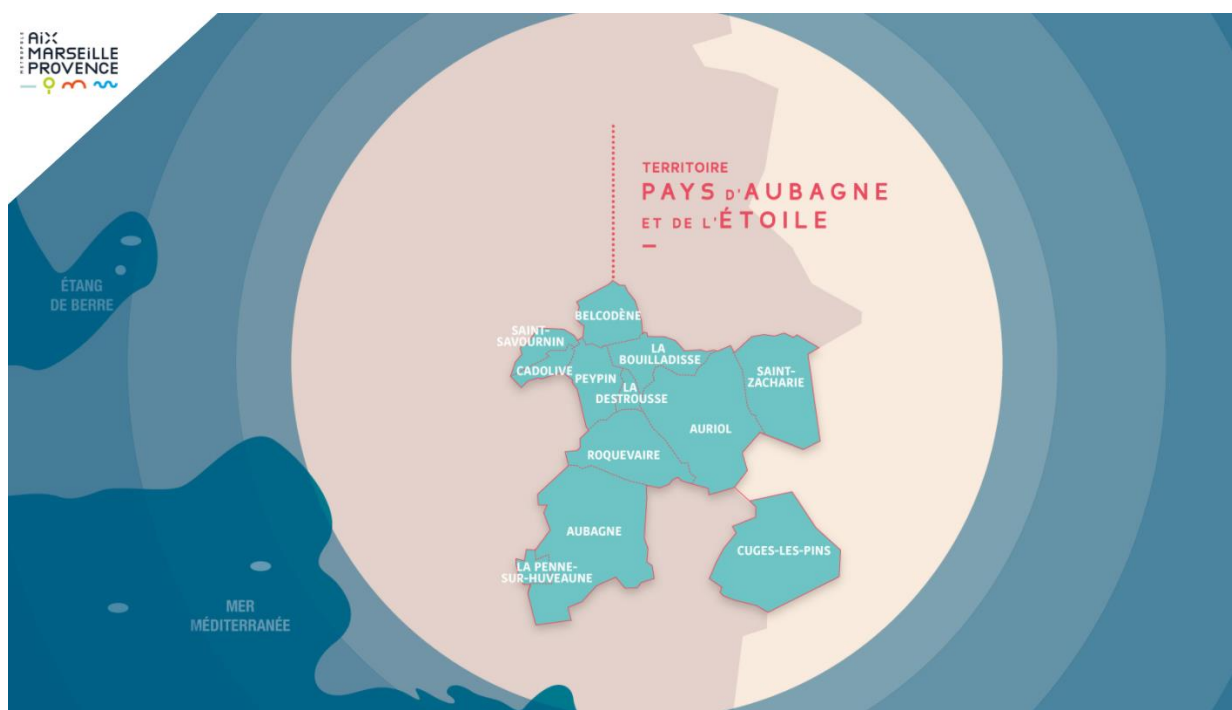 MÉTROPOLE
AIX
MARSEILLE
PROVENCE
TERRITOIRE
PAYS D'AUBAGNE
ET DE L'ÉTOILE
ÉTANG
DE BERRE
BELCODÈNE
SAINT-
SAVOURNIN
LA
BOUILLADISSE
CADOLIVE
PEYPIN
LA
DESTROUSSE
SAINT-
ZACHARIE
AURIOL
ROQUEVAIRE
AUBAGNE
CUGES-LES-PINS
LA PENNE-
SUR-HUVEAUNE
MER
MÉDITERRANÉE